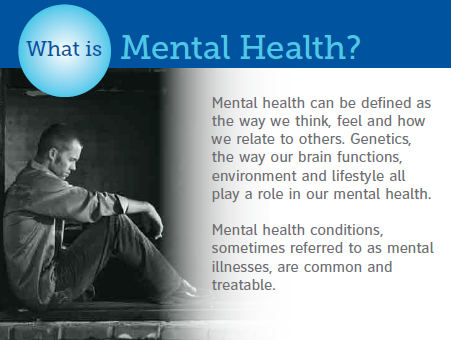 What is Mental Health?
Mental health can be defined as
the way we think, feel and how
we relate to others. Genetics,
the way our brain functions,
environment and lifestyle all
play a role in our mental health.
Mental health conditions,
sometimes referred to as mental
illnesses, are common and
treatable.